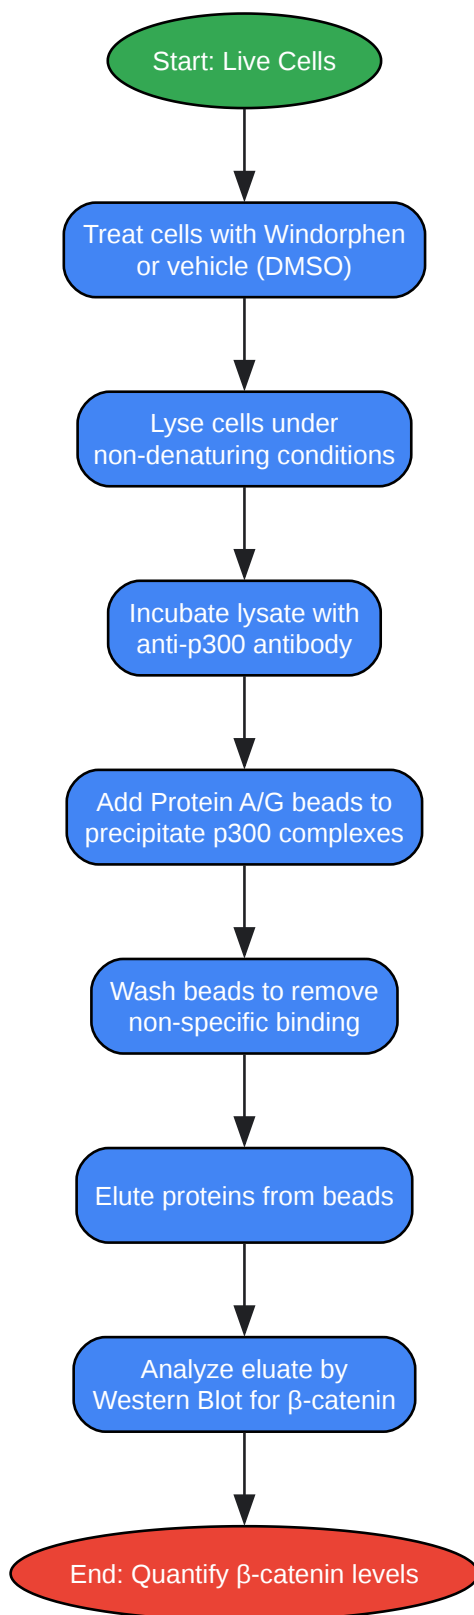 Start: Live Cells
Treat cells with Windorphen
or vehicle (DMSO)
Lyse cells under
non-denaturing conditions
Incubate lysate with
anti-p300 antibody
Add Protein A/G beads to
precipitate p300 complexes
Wash beads to remove
non-specific binding
Elute proteins from beads
Analyze eluate by
Western Blot for β-catenin
End: Quantify β-catenin levels